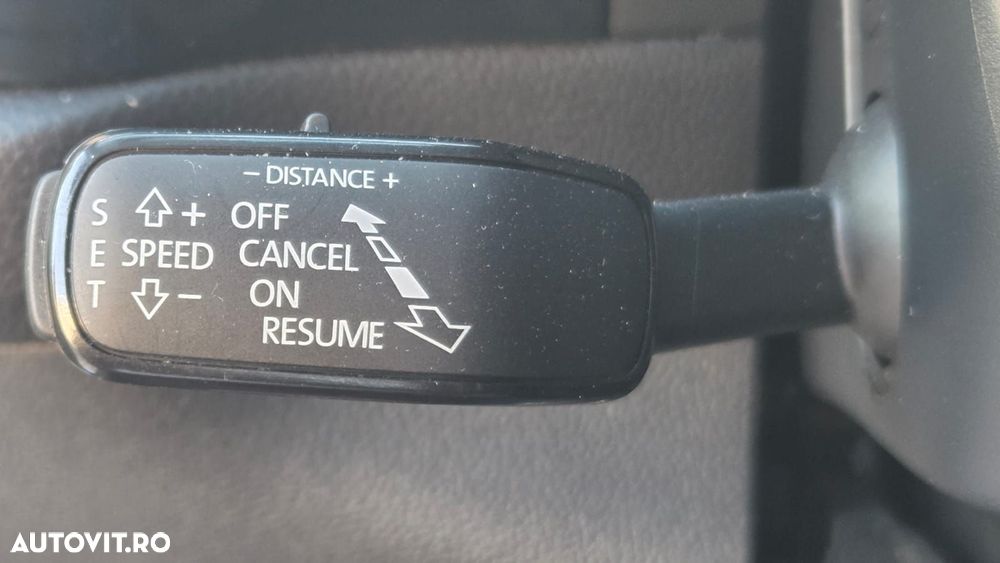 - DISTANCE +
S + OFF
E SPEED CANCEL
T - ON
RESUME
AUTOVIT.RO